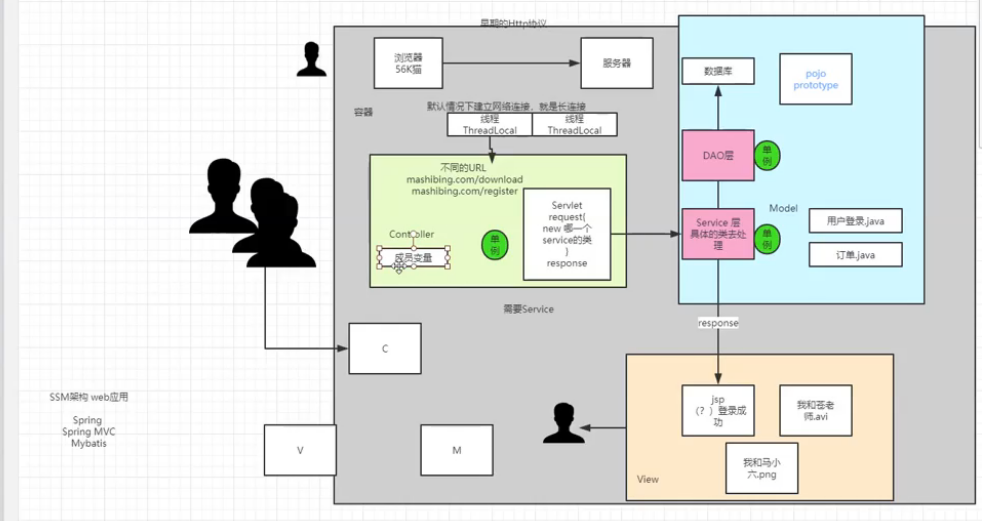 早期的Http协议
浏览器
56K猫
服务器
数据库
pojo
prototype
容器
默认情况下建立网络连接，就是长连接
线程
ThreadLocal
线程
ThreadLocal
DAO层
单
例
不同的URL
mashibing.com/download
mashibing.com/register
Servlet
request(
new 哪一个
service的类
)
response
Controller
成员变量
单
例
Service 层
具体的类去处
理
单
例
Model
用户登录.java
订单.java
需要Service
response
C
SSM架构 web应用
Spring
Spring MVC
Mybatis
V
M
jsp
（？）登录成
功
我和苍老
师.avi
我和马小
六.png
View